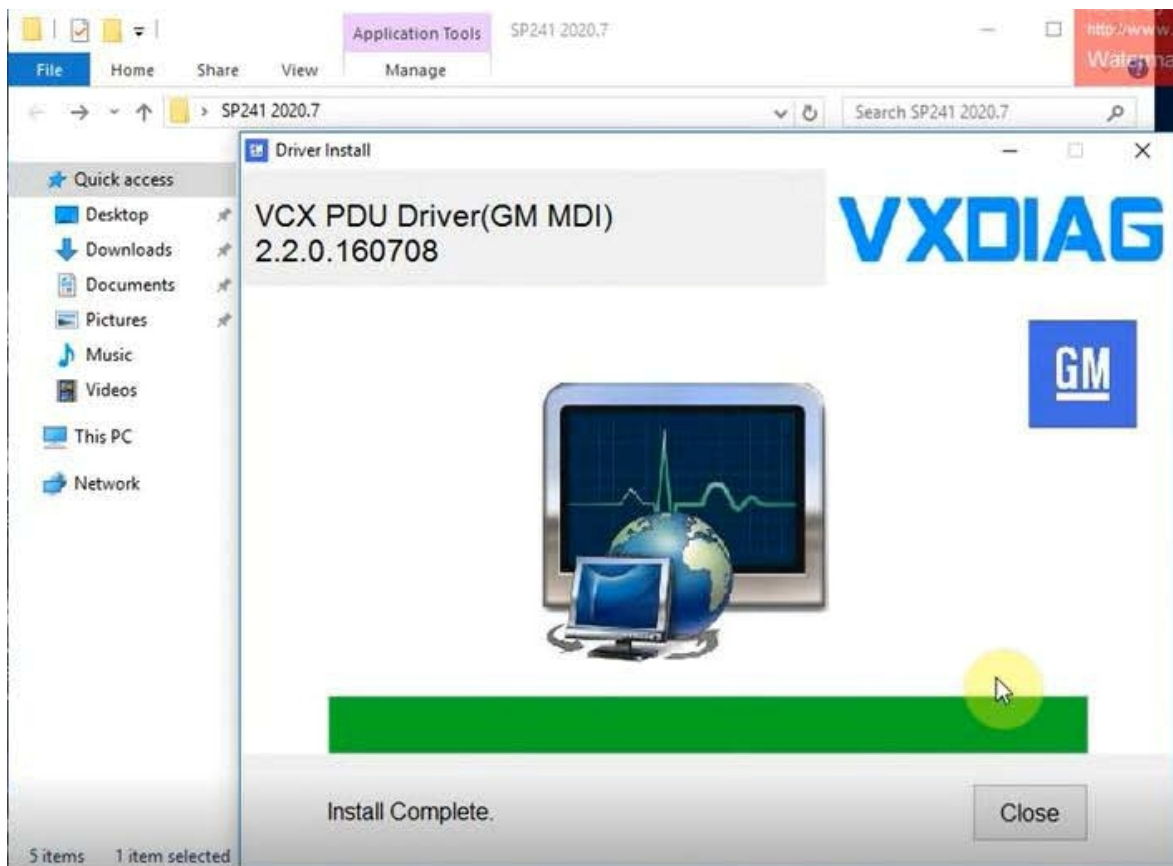 Application Tools
SP241 2020.7
http://www.
File
Home
Share
View
Manage
SP241 2020.7
Search SP241 2020.7
Quick access
Desktop
Downloads
Documents
Pictures
Music
Videos
This PC
Network
Driver Install
VCX PDU Driver(GM MDI)
2.2.0.160708
VXDIAG
GM
Install Complete.
Close
5 items
1 item selected